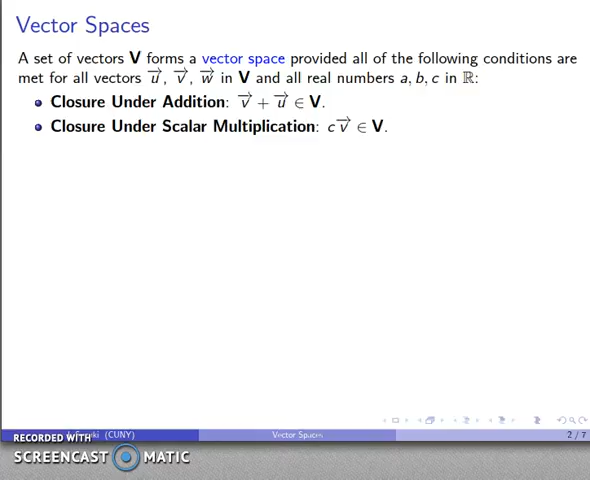 Vector Spaces
A set of vectors V forms a vector space provided all of the following conditions are
met for all vectors u⃗, v⃗, w⃗ in V and all real numbers a, b, c in ℝ:
Closure Under Addition: v⃗ + u⃗ ∈ V.
Closure Under Scalar Multiplication: cv⃗ ∈ V.
(CUNY) Vector Spaces 2 / 7
RECORDED WITH
SCREENCAST MATIC